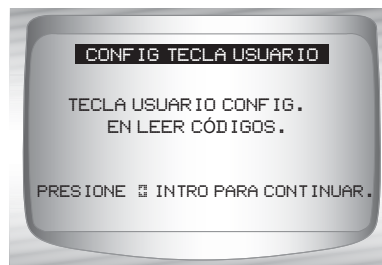 CONFIG TECLA USUARIO
TECLA USUARIO CONFIG.
EN LEER CÓDIGOS.
PRESIONE INTRO PARA CONTINUAR.